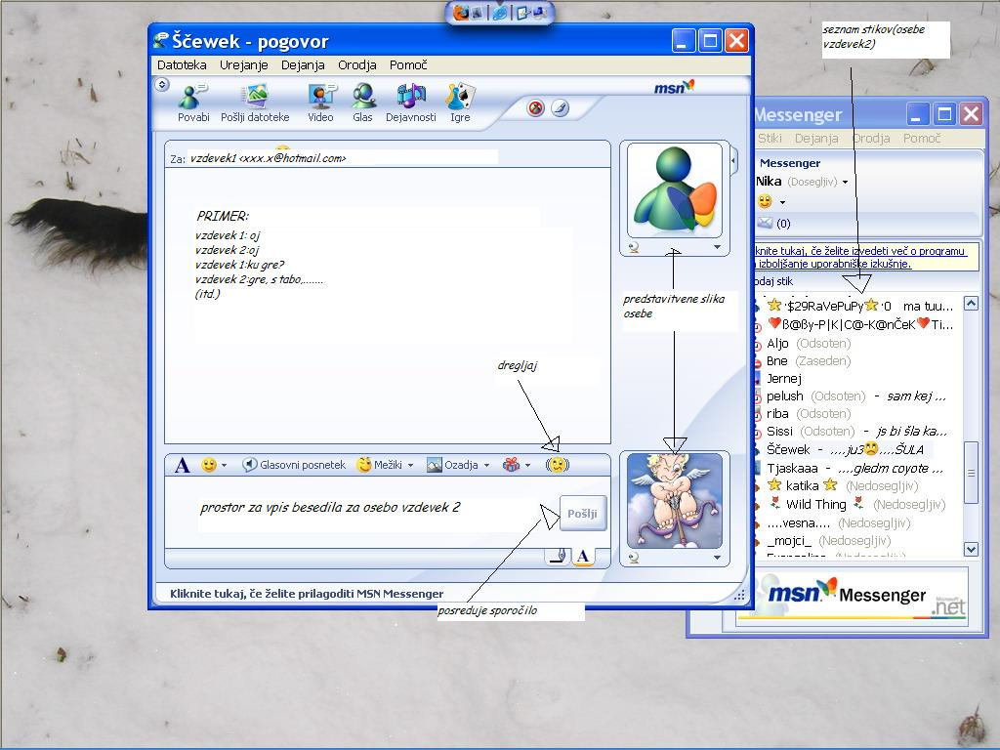 seznam stikov(osebe
vzdevek2)
Ščewek - pogovor
Datoteka Urejanje Dejanja Orodja Pomoč
msn
Povabi Pošlji datoteke Video Glas Dejavnosti Igre
Za: vzdevek1 <xxx.x@hotmail.com>
PRIMER:
vzdevek 1: oj
vzdevek 2:oj
vzdevek 1:ku gre?
vzdevek 2:gre, s tabo,.......
(itd.)
predstavitvene slika
osebe
dregljaj
A Glasovni posnetek Mežiki Ozadja
prostor za vpis besedila za osebo vzdevek 2
Pošlji
A
Kliknite tukaj, če želite prilagoditi MSN Messenger
posreduje sporočilo
Messenger
Stiki Dejanja Orodja Pomoč
Messenger
Nika (Dosegljiv)
(0)
knite tukaj, če želite izvedeti več o programu
izboljšanje uporabniške izkušnje.
odaj stik
·$29RaVePuPy ·0 ma tuu...
ß@ßy-P|K|C@-K@nČeK Ti...
Aljo (Odsoten)
Bne (Zaseden)
Jernej
pelush (Odsoten) - sam kej ...
riba (Odsoten)
Sissi (Odsoten) - js bi šla ka...
Ščewek - ....ju3 ....ŠULA
Tjaskaaa - ....gledm coyote ...
katika (Nedosegljiv)
Wild Thing (Nedosegljiv)
....vesna.... (Nedosegljiv)
_mojci_ (Nedosegljiv)
msn Messenger
Microsoft
.net